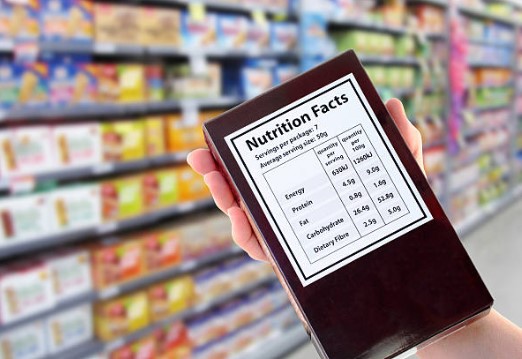 Nutrition Facts
Servings per package: 7
Average serving size: 50g
quantity per serving quantity per 100g
Energy 630kJ 1260kJ
Protein 4.5g 9.0g
Fat 0.8g 1.6g
Carbohydrate 26.4g 52.8g
Dietary Fibre 2.5g 5.0g